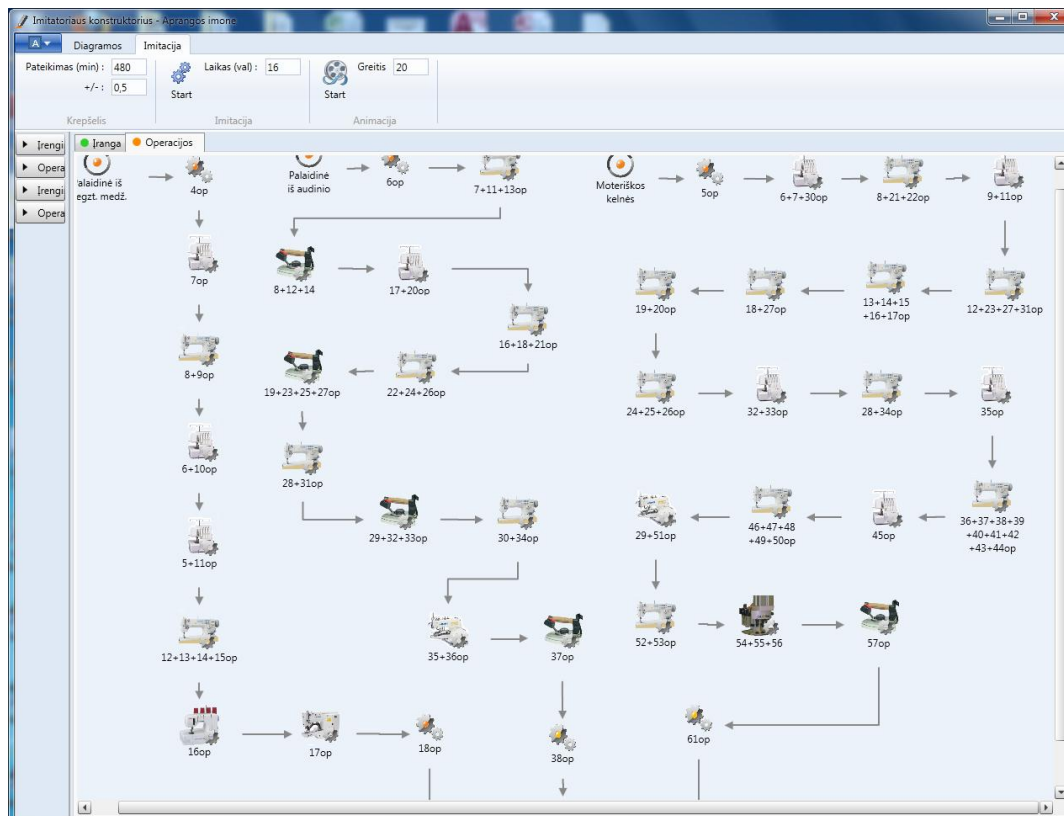 Imitatoriaus konstruktorius - Aprangos imonė
A
Diagramos Imitacija
Pateikimas (min) : 480
Laikas (val) : 16
Greitis 20
+/- : 0,5
Start
Start
Krepšelis
Imitacija
Animacija
Įrengi
Opera
Įrengi
Opera
Įranga
Operacijos
alaidinė iš
egzt. medž.
4op
Palaidinė
iš audinio
6op
7+11+13op
Moteriškos
kelnės
5op
6+7+30op
8+21+22op
9+11op
7op
8+12+14
17+20op
16+18+21op
19+20op
18+27op
13+14+15
+16+17op
12+23+27+31op
8+9op
19+23+25+27op
22+24+26op
24+25+26op
32+33op
28+34op
35op
6+10op
28+31op
29+32+33op
30+34op
29+51op
46+47+48
+49+50op
45op
36+37+38+39
+40+41+42
+43+44op
5+11op
12+13+14+15op
35+36op
37op
52+53op
54+55+56
57op
16op
17op
18op
38op
61op